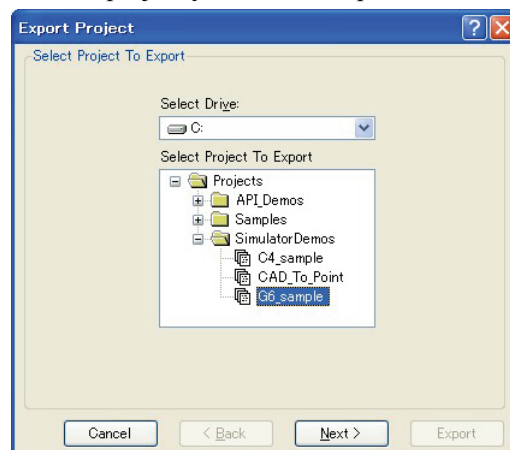 Export Project
Select Project To Export
Select Drive:
C:
Select Project To Export
Projects
API_Demos
Samples
SimulatorDemos
C4_sample
CAD_To_Point
G6_sample
Cancel
< Back
Next >
Export